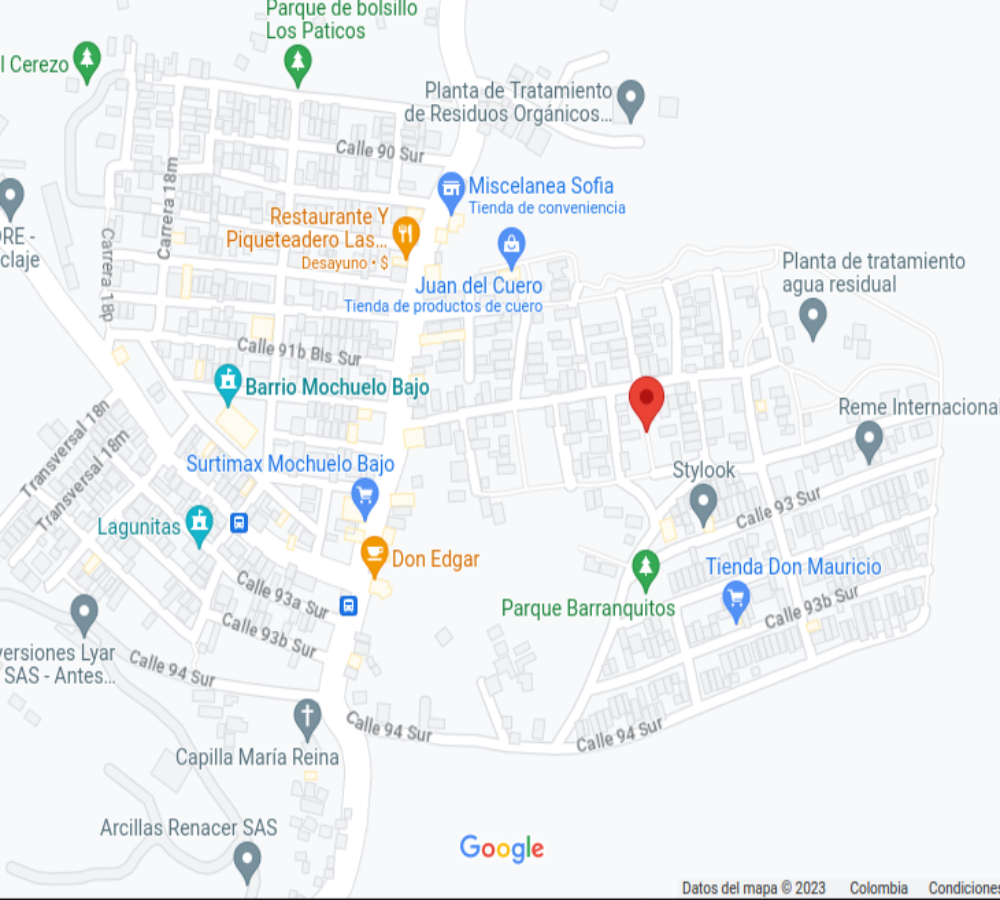 Parque de bolsillo
Los Paticos
l Cerezo
Planta de Tratamiento
de Residuos Orgánicos...
Calle 90 Sur
Carrera 18m
Miscelanea Sofia
Tienda de conveniencia
DRE -
claje
Restaurante Y
Piqueteadero Las...
Desayuno • $
Carrera 18p
Juan del Cuero
Tienda de productos de cuero
Planta de tratamiento
agua residual
Calle 91b Bis Sur
Barrio Mochuelo Bajo
Reme Internacional
Transversal 18n
Transversal 18m
Surtimax Mochuelo Bajo
Stylook
Calle 93 Sur
Lagunitas
Don Edgar
Tienda Don Mauricio
Calle 93a Sur
Parque Barranquitos
Calle 93b Sur
Calle 93b Sur
versiones Lyar
SAS - Antes...
Calle 94 Sur
Calle 94 Sur
Calle 94 Sur
Capilla María Reina
Arcillas Renacer SAS
Google
Datos del mapa © 2023 Colombia Condiciones